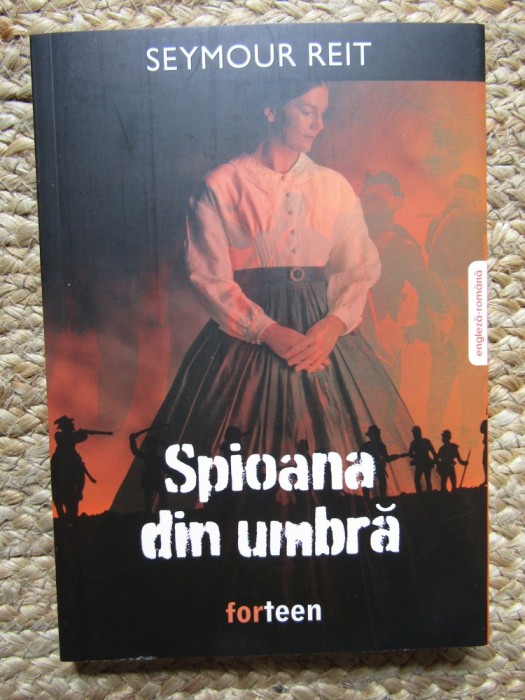 SEYMOUR REIT
engleză-română
Spioana
din umbră
forteen